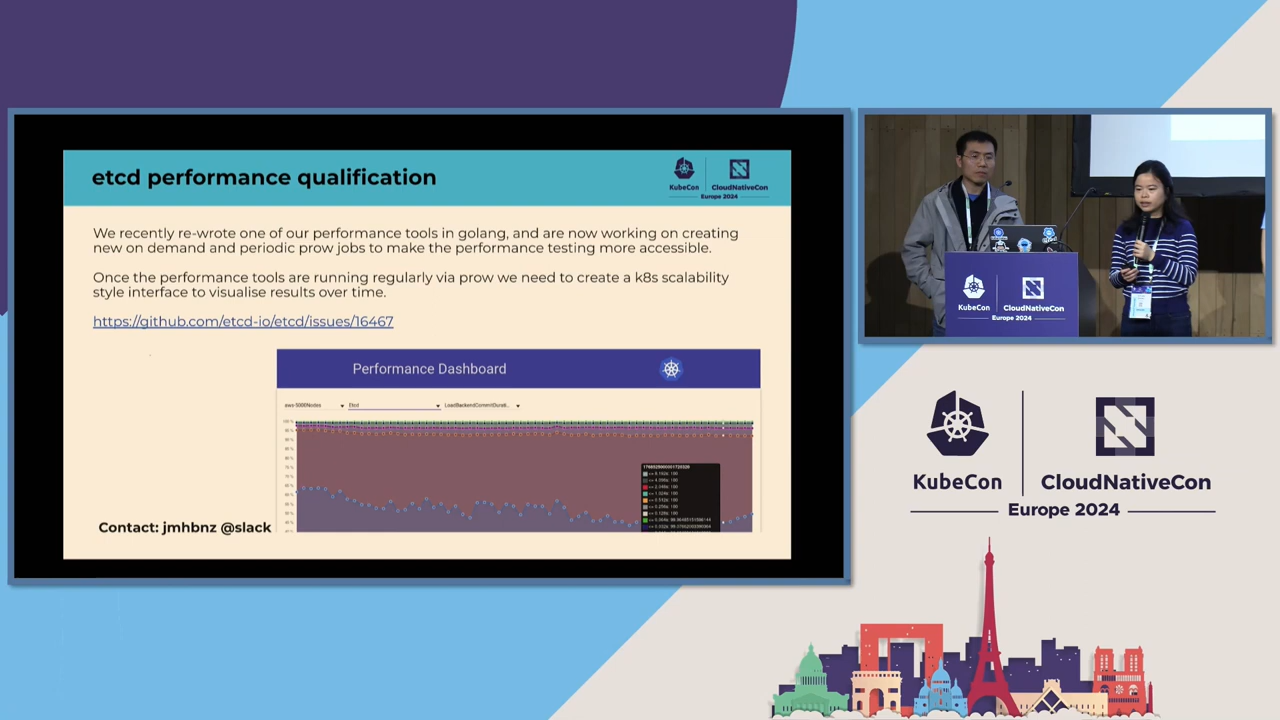 etcd performance qualification
KubeCon
CloudNativeCon
Europe 2024
We recently re-wrote one of our performance tools in golang, and are now working on creating
new on demand and periodic prow jobs to make the performance testing more accessible.
Once the performance tools are running regularly via prow we need to create a k8s scalability
style interface to visualise results over time.
https://github.com/etcd-io/etcd/issues/16467
Performance Dashboard
aws-5000Nodes
Etcd
Contact: jmhbnz @slack
KubeCon
CloudNativeCon
Europe 2024
KubeCon
CloudNativeCon
Europe 2024